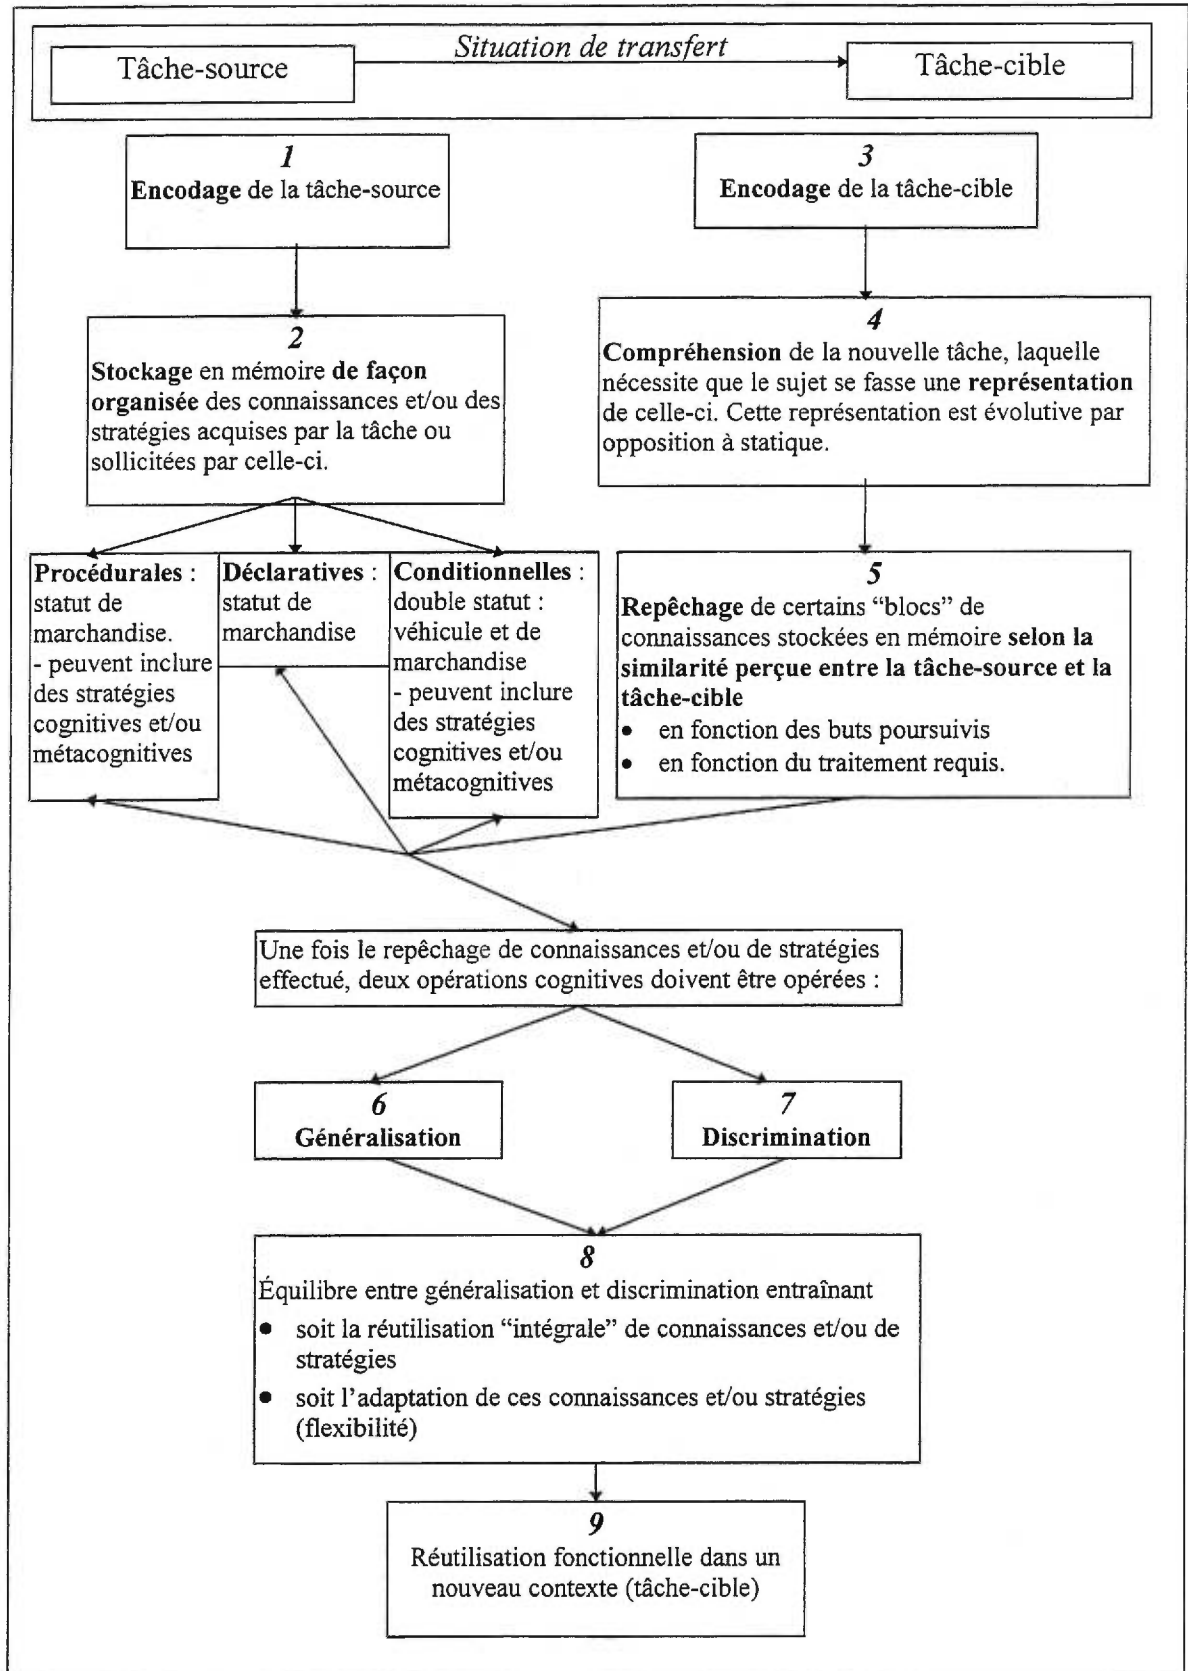 Situation de transfert
Tâche-source
Tâche-cible
1
Encodage de la tâche-source
3
Encodage de la tâche-cible
2
Stockage en mémoire de façon
organisée des connaissances et/ou des
stratégies acquises par la tâche ou
sollicitées par celle-ci.
4
Compréhension de la nouvelle tâche, laquelle
nécessite que le sujet se fasse une représentation
de celle-ci. Cette représentation est évolutive par
opposition à statique.
Procédurales :
statut de
marchandise.
- peuvent inclure
des stratégies
cognitives et/ou
métacognitives
Déclaratives :
statut de
marchandise
Conditionnelles :
double statut :
véhicule et de
marchandise
- peuvent inclure
des stratégies
cognitives et/ou
métacognitives
5
Repêchage de certains “blocs” de
connaissances stockées en mémoire selon la
similarité perçue entre la tâche-source et la
tâche-cible
• en fonction des buts poursuivis
• en fonction du traitement requis.
Une fois le repêchage de connaissances et/ou de stratégies
effectué, deux opérations cognitives doivent être opérées :
6
Généralisation
7
Discrimination
8
Équilibre entre généralisation et discrimination entraînant
• soit la réutilisation “intégrale” de connaissances et/ou de
stratégies
• soit l’adaptation de ces connaissances et/ou stratégies
(flexibilité)
9
Réutilisation fonctionnelle dans un
nouveau contexte (tâche-cible)